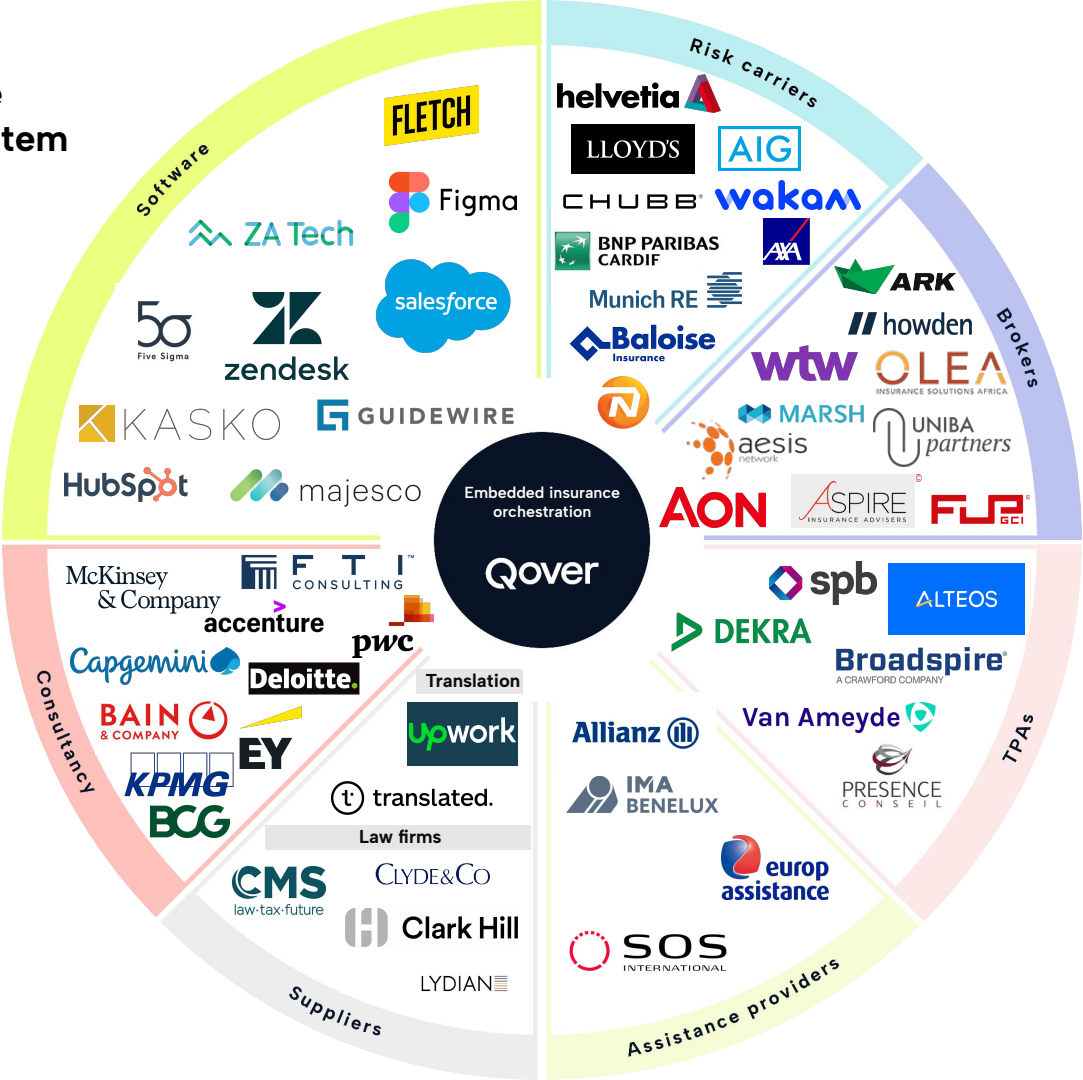 e
tem
Software
FLETCH
Figma
ZA Tech
salesforce
5σ
Five Sigma
zendesk
KASKO
GUIDEWIRE
HubSpot
majesco
Risk carriers
helvetia
LLOYD'S
AIG
CHUBB®
wakam
BNP PARIBAS
CARDIF
AXA
Munich RE
Baloise
Insurance
N
Brokers
ARK
howden
wtw
OLEA
INSURANCE SOLUTIONS AFRICA
MARSH
UNIBA
partners
aesis
network
AON
ASPIRE
INSURANCE ADVISERS
©
FUP®
GCI
Embedded insurance
orchestration
Qover
Consultancy
McKinsey
& Company
FTI™
CONSULTING
>
accenture
pwc
Capgemini
Deloitte.
BAIN
& COMPANY
EY
KPMG
BCG
Suppliers
Translation
upwork
t
translated.
Law firms
CMS
law·tax·future
CLYDE&CO
Clark Hill
LYDIAN
Assistance providers
Allianz
IMA
BENELUX
europ
assistance
SOS
INTERNATIONAL
TPAs
spb
ALTEOS
DEKRA
Broadspire®
A CRAWFORD COMPANY
Van Ameyde
PRESENCE
CONSEIL